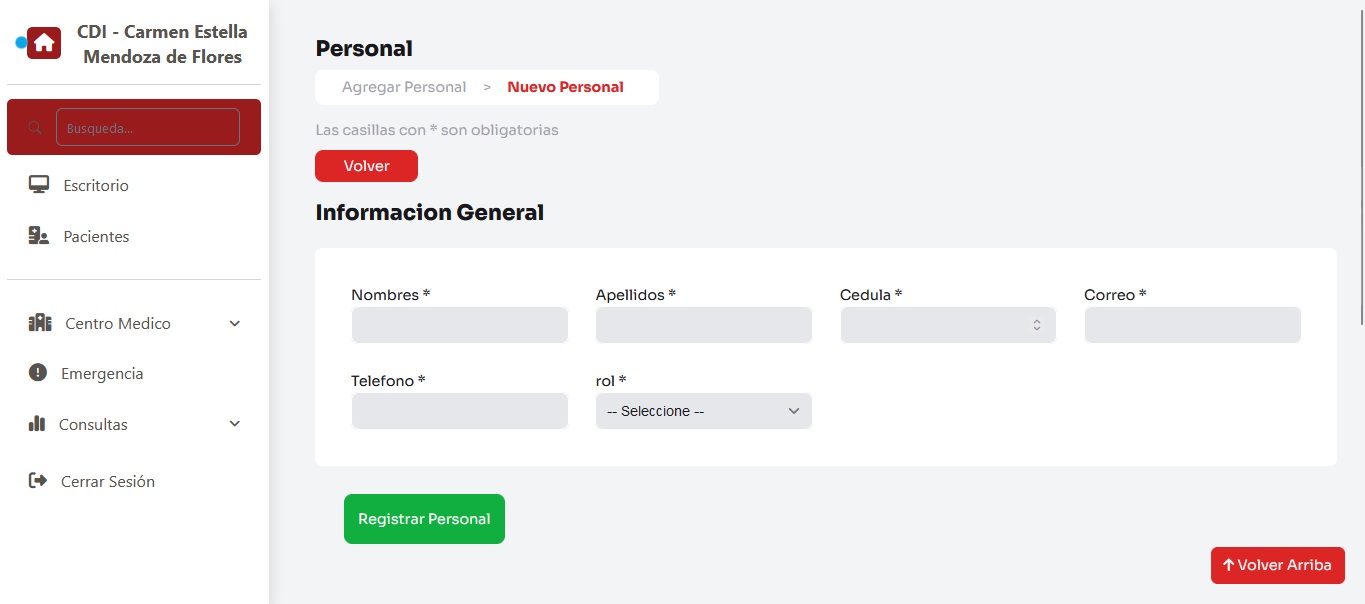 CDI - Carmen Estella
Mendoza de Flores
Busqueda...
Escritorio
Pacientes
Centro Medico
Emergencia
Consultas
Cerrar Sesión
Personal
Agregar Personal > Nuevo Personal
Las casillas con * son obligatorias
Volver
Informacion General
Nombres * Apellidos * Cedula * Correo *
Telefono * rol *
-- Seleccione --
Registrar Personal
Volver Arriba